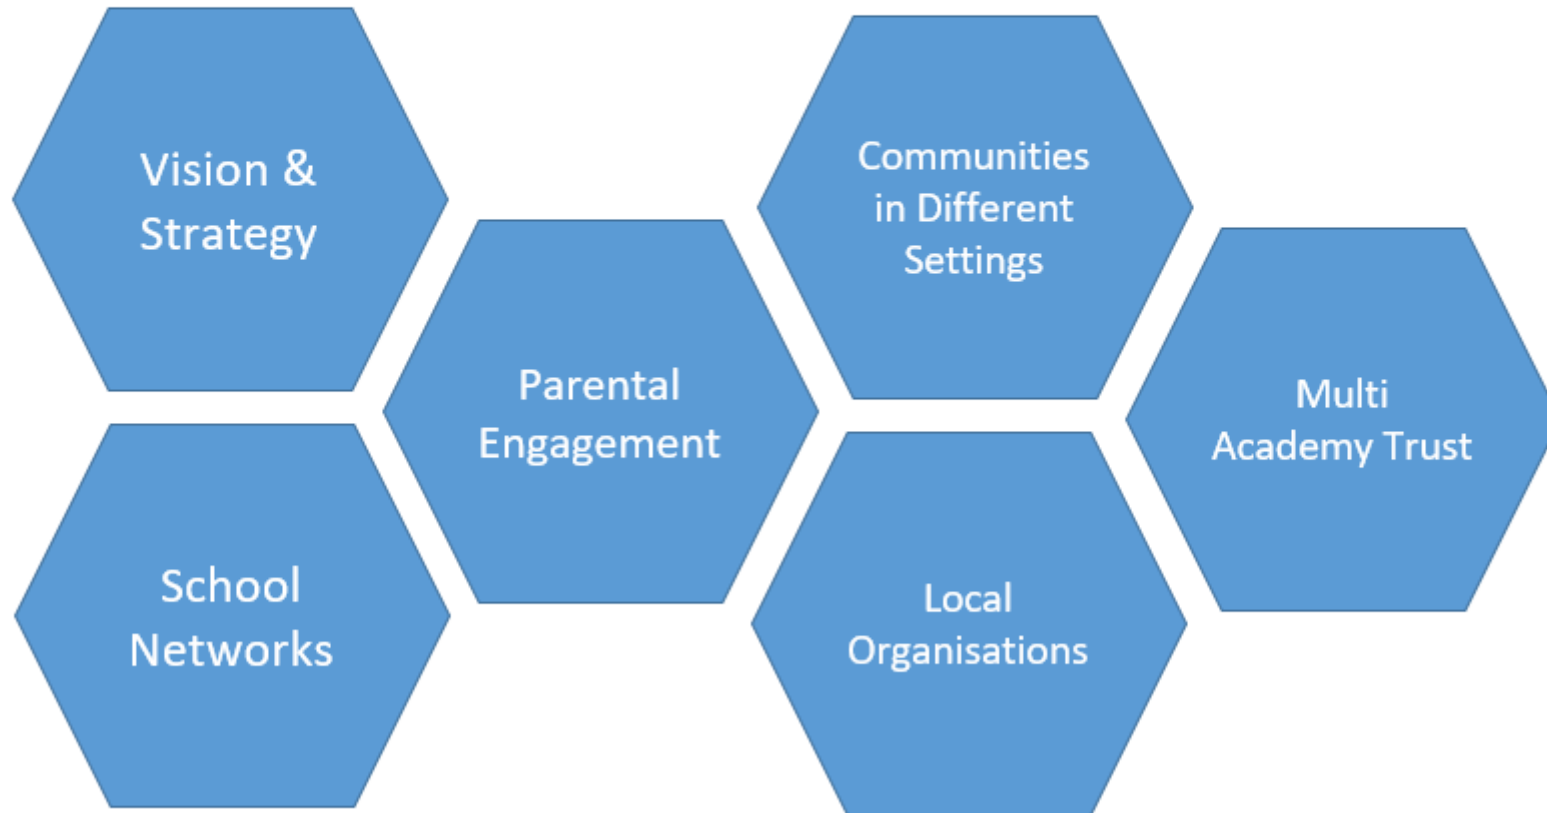 Vision &
Strategy
School
Networks
Parental
Engagement
Communities
in Different
Settings
Local
Organisations
Multi
Academy Trust